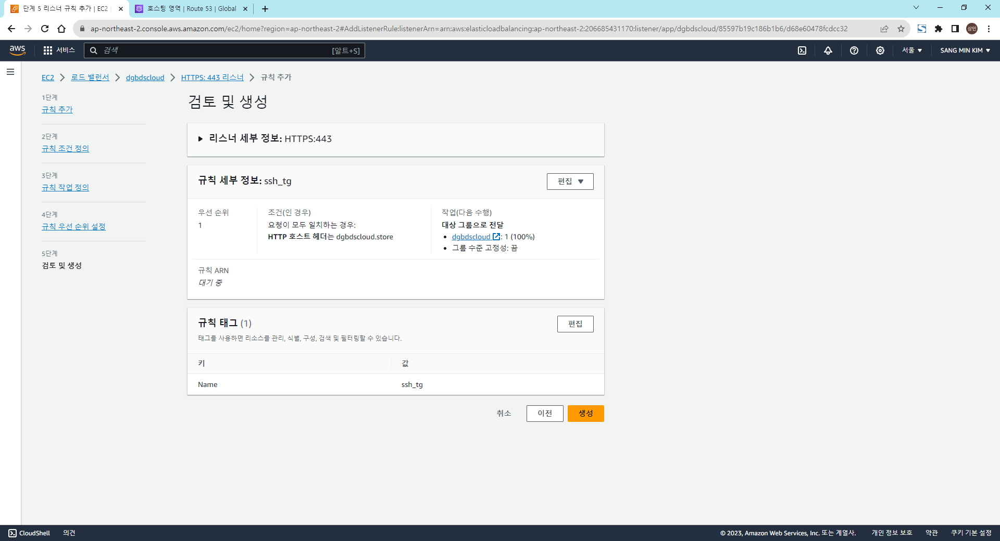 단계 5 리스너 규칙 추가 | EC2
호스팅 영역 | Route 53 | Global
ap-northeast-2.console.aws.amazon.com/ec2/home?region=ap-northeast-2#AddListenerRule:listenerArn=arn:aws:elasticloadbalancing:ap-northeast-2:206685431170:listener/app/dgbdscloud/85597b19c186b1b6/d68e60478fcdcc32
상민
aws
서비스
검색
[알트+S]
서울
SANG MIN KIM
EC2
로드 밸런서
dgbdscloud
HTTPS: 443 리스너
규칙 추가
1단계
규칙 추가
2단계
규칙 조건 정의
3단계
규칙 작업 정의
4단계
규칙 우선 순위 설정
5단계
검토 및 생성
검토 및 생성
리스너 세부 정보: HTTPS:443
규칙 세부 정보: ssh_tg
편집
우선 순위
1
조건(인 경우)
요청이 모두 일치하는 경우:
HTTP 호스트 헤더는 dgbdscloud.store
작업(다음 수행)
대상 그룹으로 전달
• dgbdscloud : 1 (100%)
• 그룹 수준 고정성: 끔
규칙 ARN
대기 중
규칙 태그 (1)
편집
태그를 사용하면 리소스를 관리, 식별, 구성, 검색 및 필터링할 수 있습니다.
키
값
Name
ssh_tg
취소
이전
생성
CloudShell
의견
© 2023, Amazon Web Services, Inc. 또는 계열사.
개인 정보 보호
약관
쿠키 기본 설정